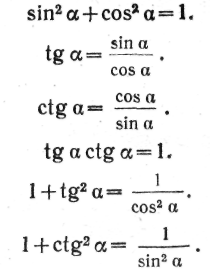 sin² α + cos² α = 1.
tg α = sin α / cos α .
ctg α = cos α / sin α .
tg α ctg α = 1.
1 + tg² α = 1 / cos² α .
1 + ctg² α = 1 / sin² α .